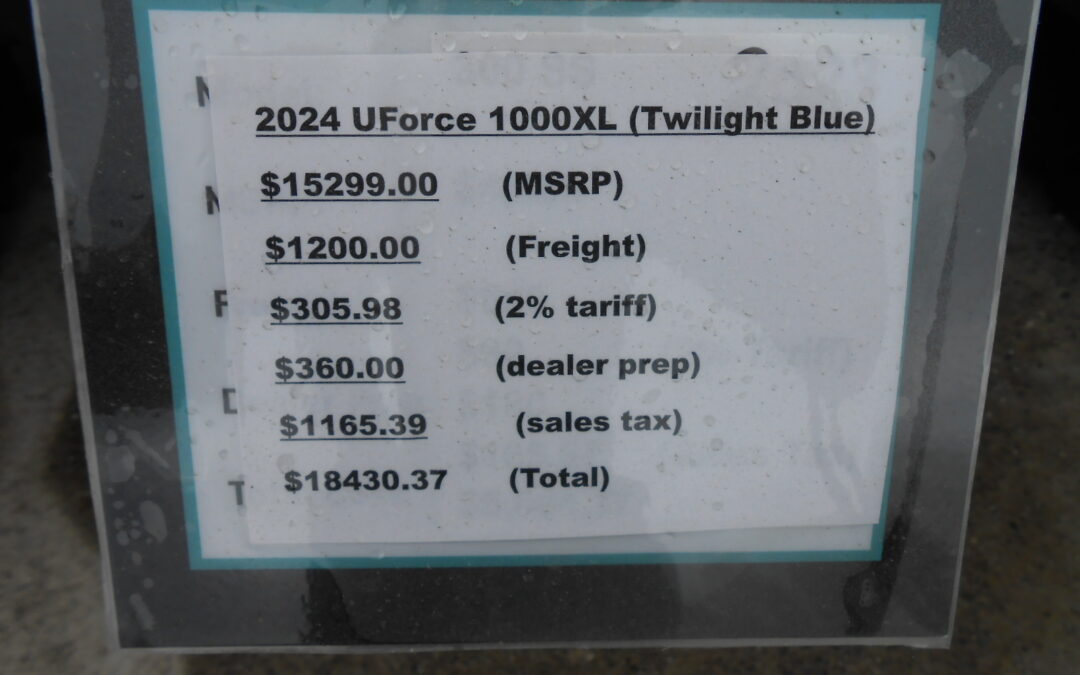 2024 UForce 1000XL (Twilight Blue)
$15299.00 (MSRP)
$1200.00 (Freight)
$305.98 (2% tariff)
$360.00 (dealer prep)
$1165.39 (sales tax)
$18430.37 (Total)